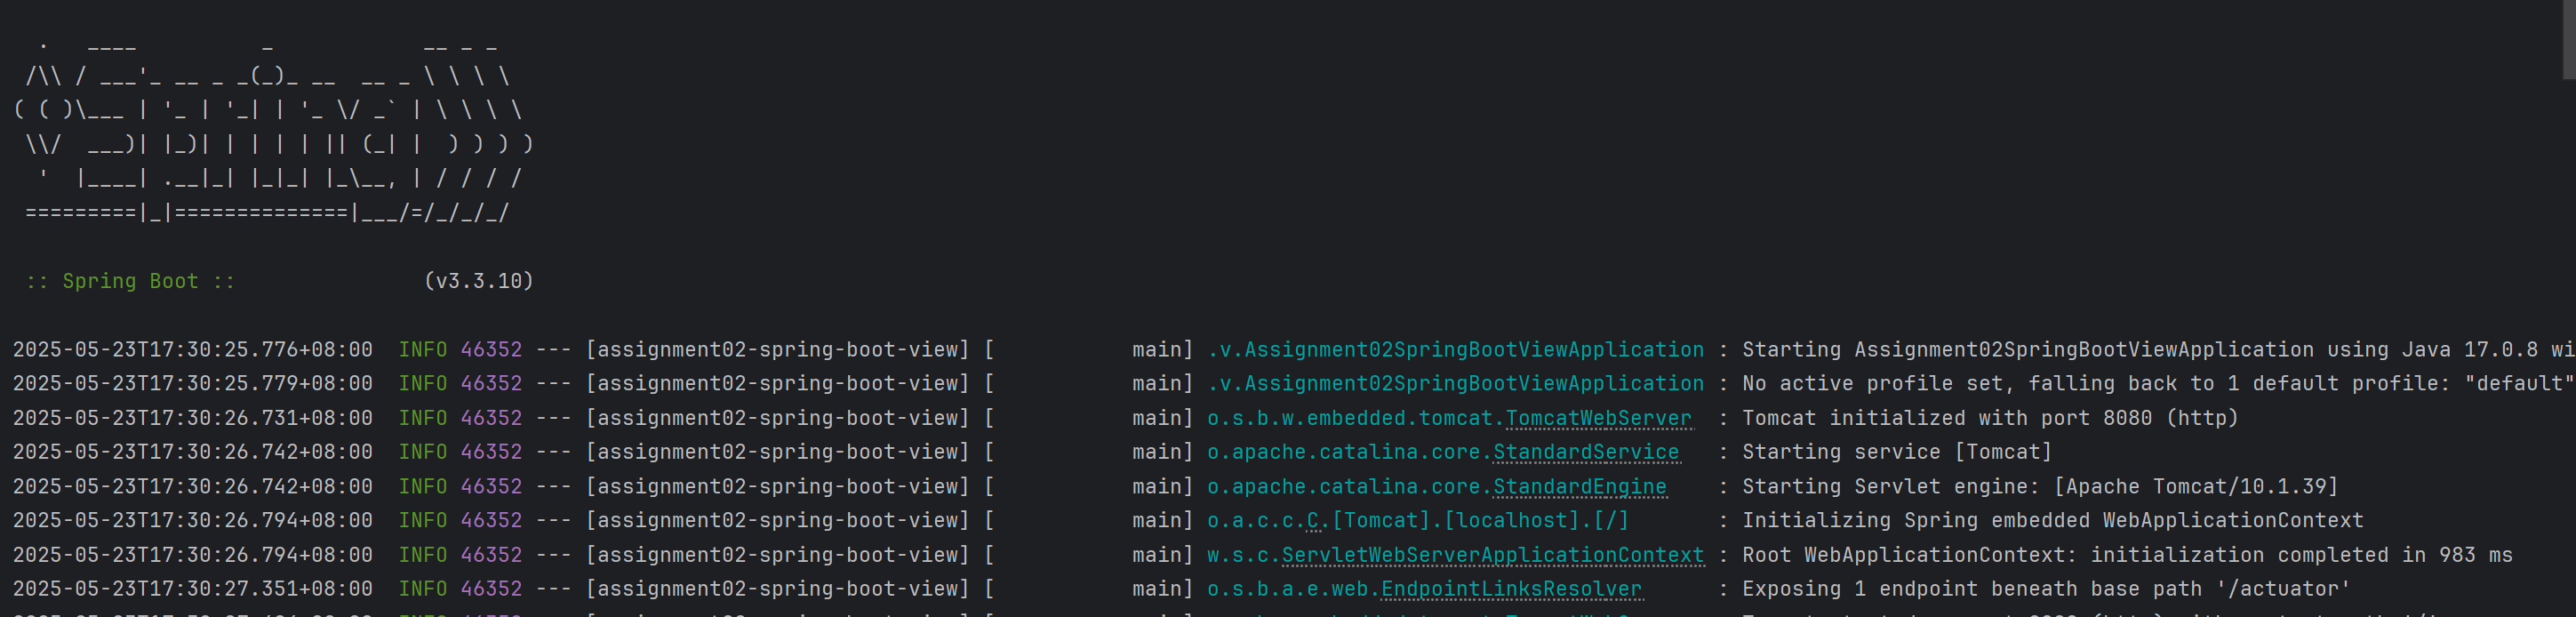 .   ____          _            __ _ _
 /\\ / ___'_ __ _ _(_)_ __  __ _ \ \ \ \
( ( )\___ | '_ | '_| | '_ \/ _` | \ \ \ \
 \\/  ___)| |_)| | | | | || (_| |  ) ) ) )
  '  |____| .__|_| |_|_| |_\__, | / / / /
 =========|_|==============|___/=/_/_/_/
 :: Spring Boot ::               (v3.3.10)
2025-05-23T17:30:25.776+08:00  INFO 46352 --- [assignment02-spring-boot-view] [           main] .v.Assignment02SpringBootViewApplication : Starting Assignment02SpringBootViewApplication using Java 17.0.8 wi
2025-05-23T17:30:25.779+08:00  INFO 46352 --- [assignment02-spring-boot-view] [           main] .v.Assignment02SpringBootViewApplication : No active profile set, falling back to 1 default profile: "default"
2025-05-23T17:30:26.731+08:00  INFO 46352 --- [assignment02-spring-boot-view] [           main] o.s.b.w.embedded.tomcat.TomcatWebServer  : Tomcat initialized with port 8080 (http)
2025-05-23T17:30:26.742+08:00  INFO 46352 --- [assignment02-spring-boot-view] [           main] o.apache.catalina.core.StandardService   : Starting service [Tomcat]
2025-05-23T17:30:26.742+08:00  INFO 46352 --- [assignment02-spring-boot-view] [           main] o.apache.catalina.core.StandardEngine    : Starting Servlet engine: [Apache Tomcat/10.1.39]
2025-05-23T17:30:26.794+08:00  INFO 46352 --- [assignment02-spring-boot-view] [           main] o.a.c.c.C.[Tomcat].[localhost].[/]       : Initializing Spring embedded WebApplicationContext
2025-05-23T17:30:26.794+08:00  INFO 46352 --- [assignment02-spring-boot-view] [           main] w.s.c.ServletWebServerApplicationContext : Root WebApplicationContext: initialization completed in 983 ms
2025-05-23T17:30:27.351+08:00  INFO 46352 --- [assignment02-spring-boot-view] [           main] o.s.b.a.e.web.EndpointLinksResolver      : Exposing 1 endpoint beneath base path '/actuator'